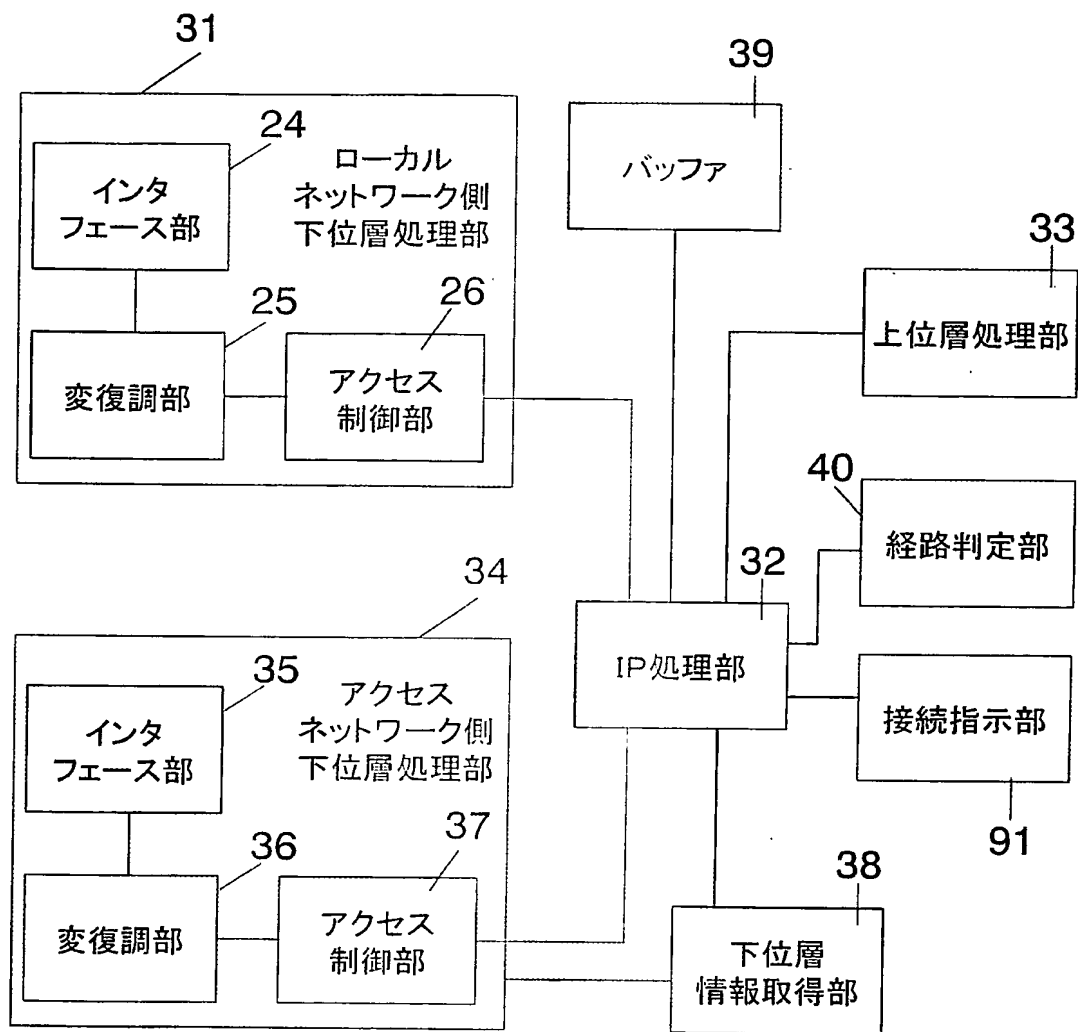 31
24
インタ
フェース部
ローカル
ネットワーク側
下位層処理部
25
変復調部
26
アクセス
制御部
39
バッファ
33
上位層処理部
40
経路判定部
32
IP処理部
接続指示部
91
34
35
インタ
フェース部
アクセス
ネットワーク側
下位層処理部
36
変復調部
37
アクセス
制御部
38
下位層
情報取得部